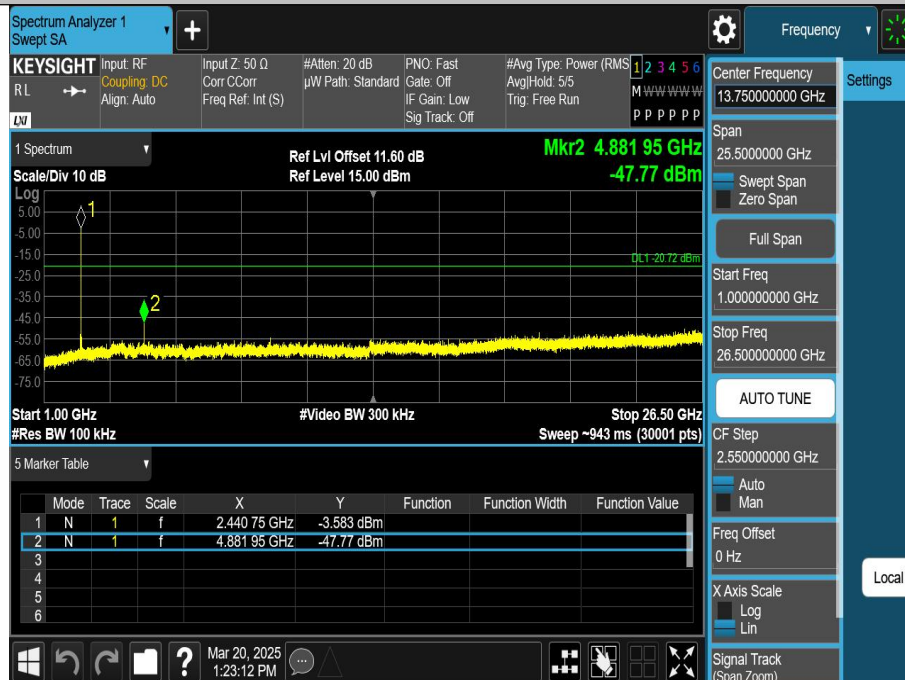 Spectrum Analyzer 1
Swept SA
+
Frequency
KEYSIGHT
RL
LXI
Input: RF
Coupling: DC
Align: Auto
Input Z: 50 Ω
Corr CCorr
Freq Ref: Int (S)
#Atten: 20 dB
µW Path: Standard
PNO: Fast
Gate: Off
IF Gain: Low
Sig Track: Off
#Avg Type: Power (RMS
Avg|Hold: 5/5
Trig: Free Run
1 2 3 4 5 6
M W W W W W
P P P P P P
1 Spectrum
Scale/Div 10 dB
Ref Lvl Offset 11.60 dB
Ref Level 15.00 dBm
Mkr2 4.881 95 GHz
-47.77 dBm
Log
5.00
-5.00
-15.0
-25.0
-35.0
-45.0
-55.0
-65.0
-75.0
1
2
DL1 -20.72 dBm
Start 1.00 GHz
#Video BW 300 kHz
Stop 26.50 GHz
#Res BW 100 kHz
Sweep ~943 ms (30001 pts)
5 Marker Table
Mode Trace Scale X Y Function Function Width Function Value
1 N 1 f 2.440 75 GHz -3.583 dBm
2 N 1 f 4.881 95 GHz -47.77 dBm
3
4
5
6
?
Mar 20, 2025
1:23:12 PM
Center Frequency
13.750000000 GHz
Settings
Span
25.5000000 GHz
Swept Span
Zero Span
Full Span
Start Freq
1.000000000 GHz
Stop Freq
26.500000000 GHz
AUTO TUNE
CF Step
2.550000000 GHz
Auto
Man
Freq Offset
0 Hz
Local
X Axis Scale
Log
Lin
Signal Track
(Span Zoom)